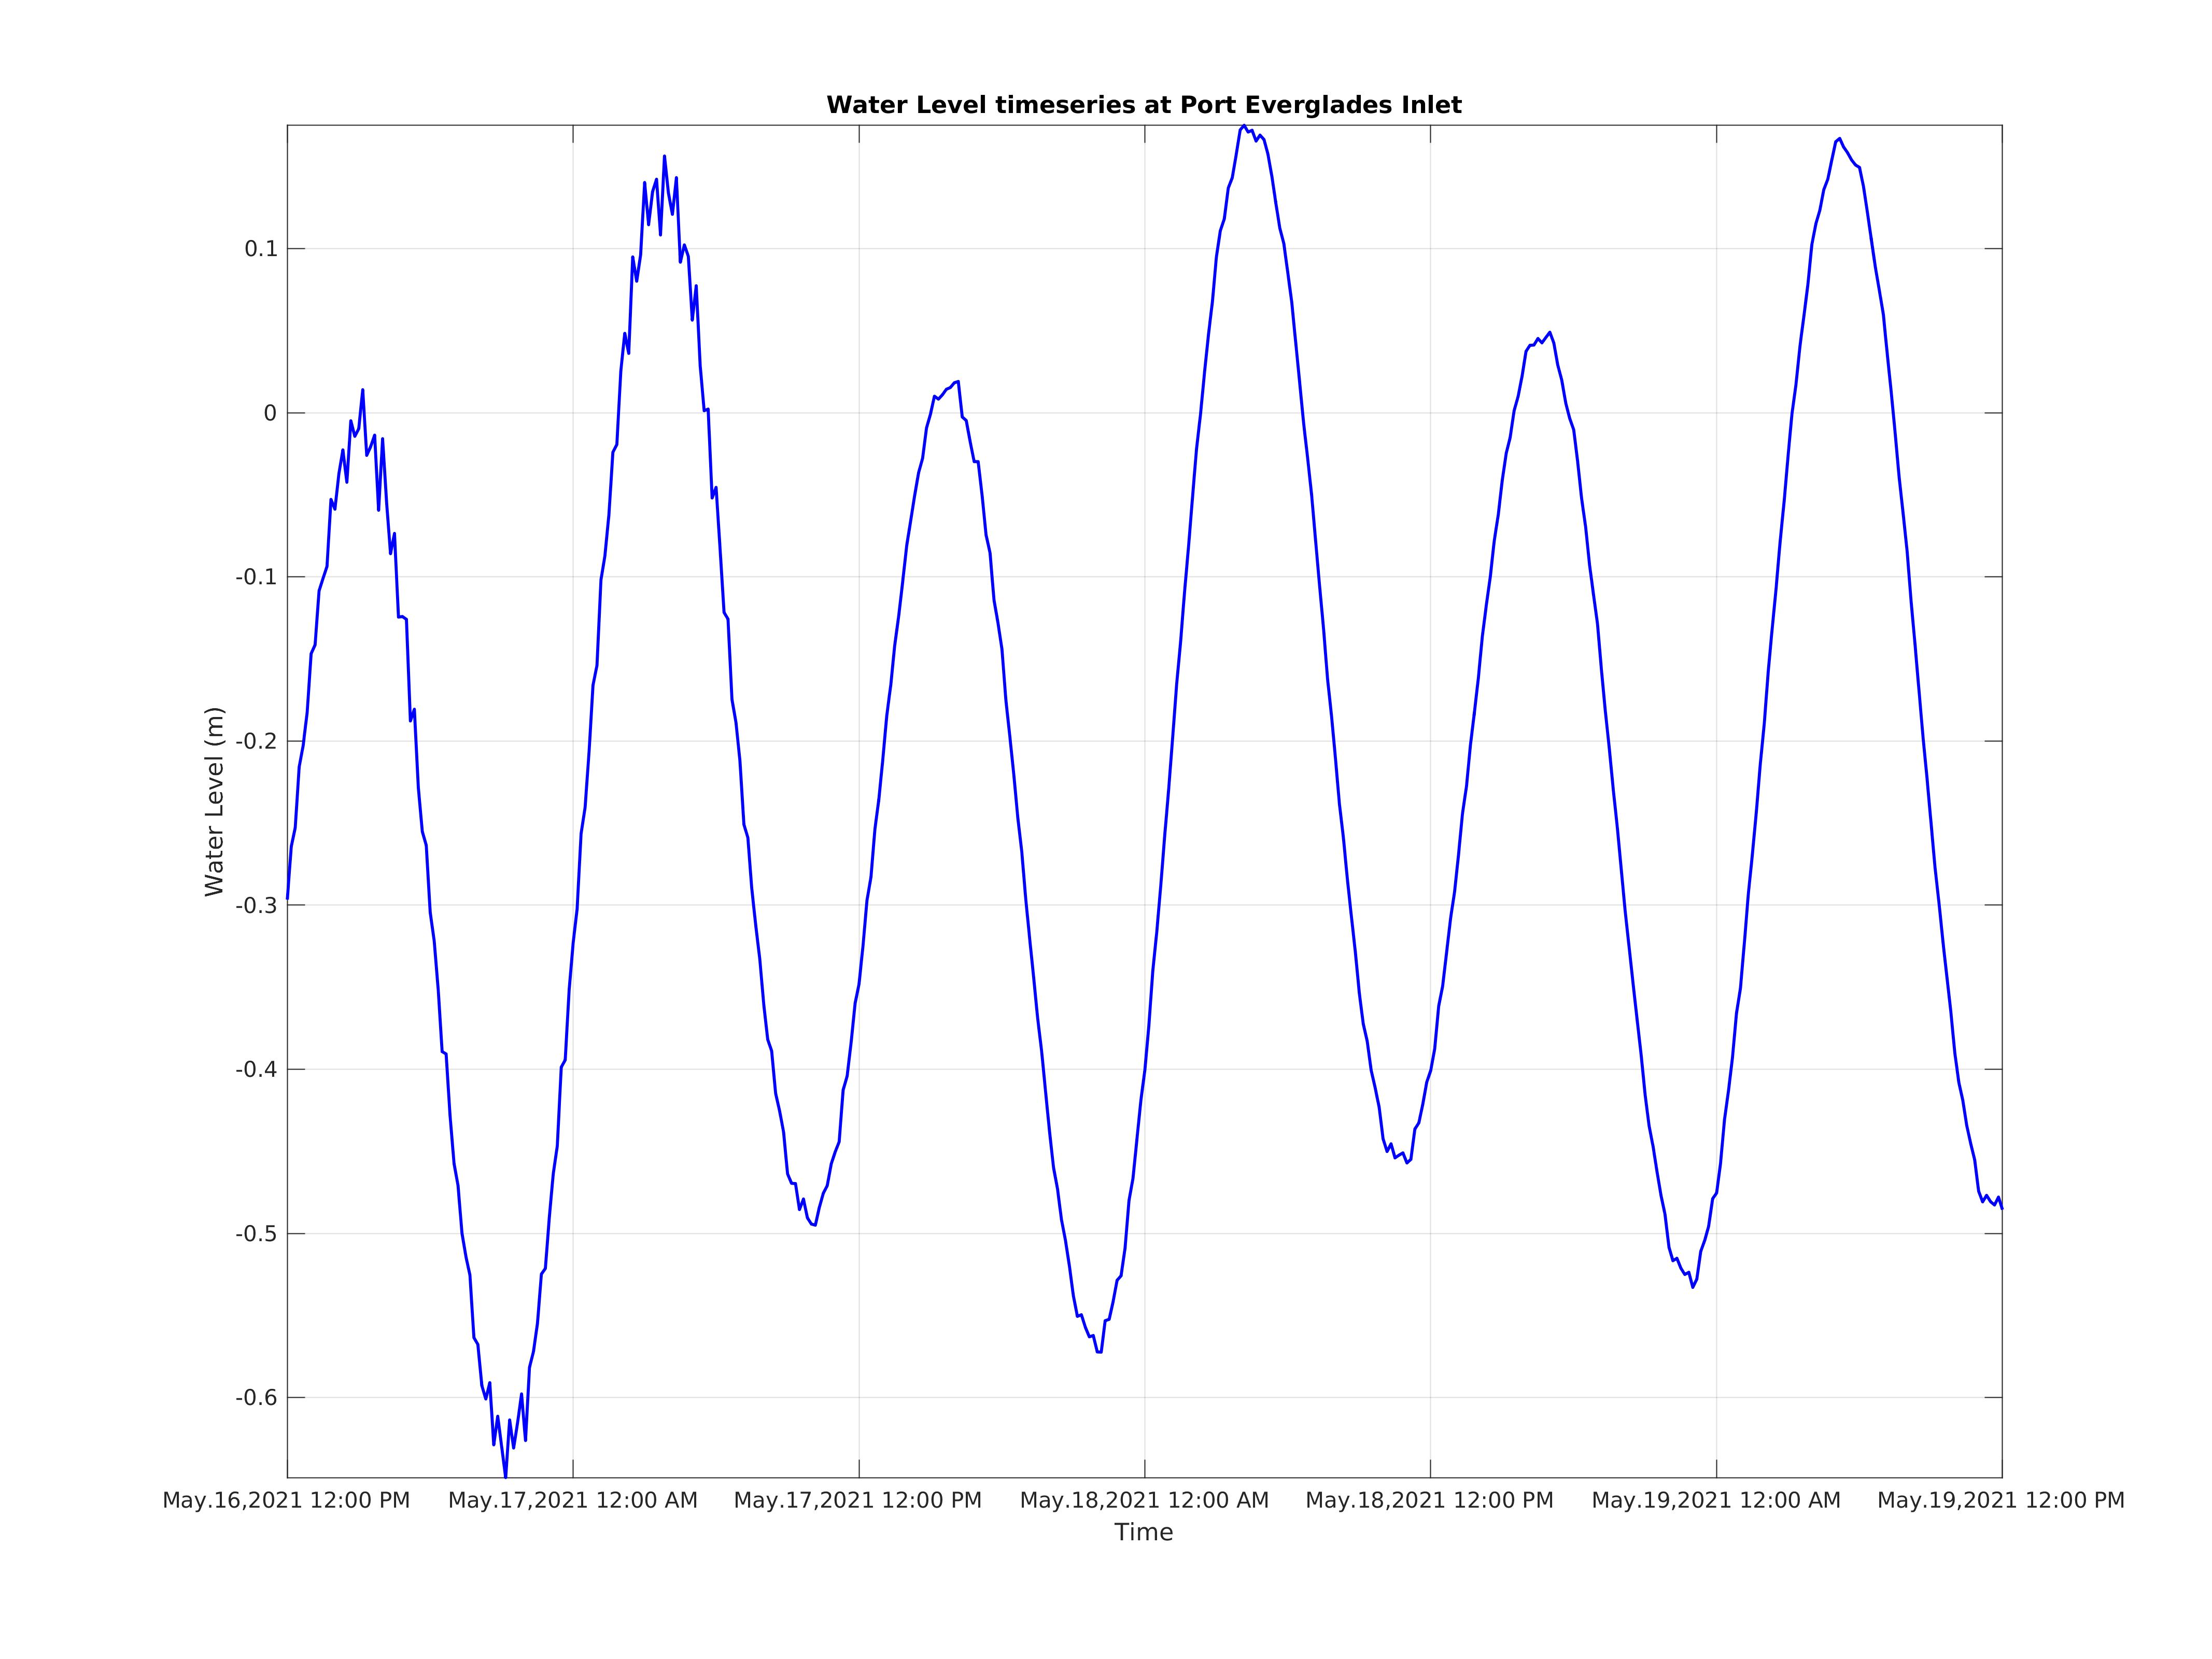 Water Level timeseries at Port Everglades Inlet
Water Level (m)
0.1
0
-0.1
-0.2
-0.3
-0.4
-0.5
-0.6
May.16,2021 12:00 PM
May.17,2021 12:00 AM
May.17,2021 12:00 PM
May.18,2021 12:00 AM
May.18,2021 12:00 PM
May.19,2021 12:00 AM
May.19,2021 12:00 PM
Time